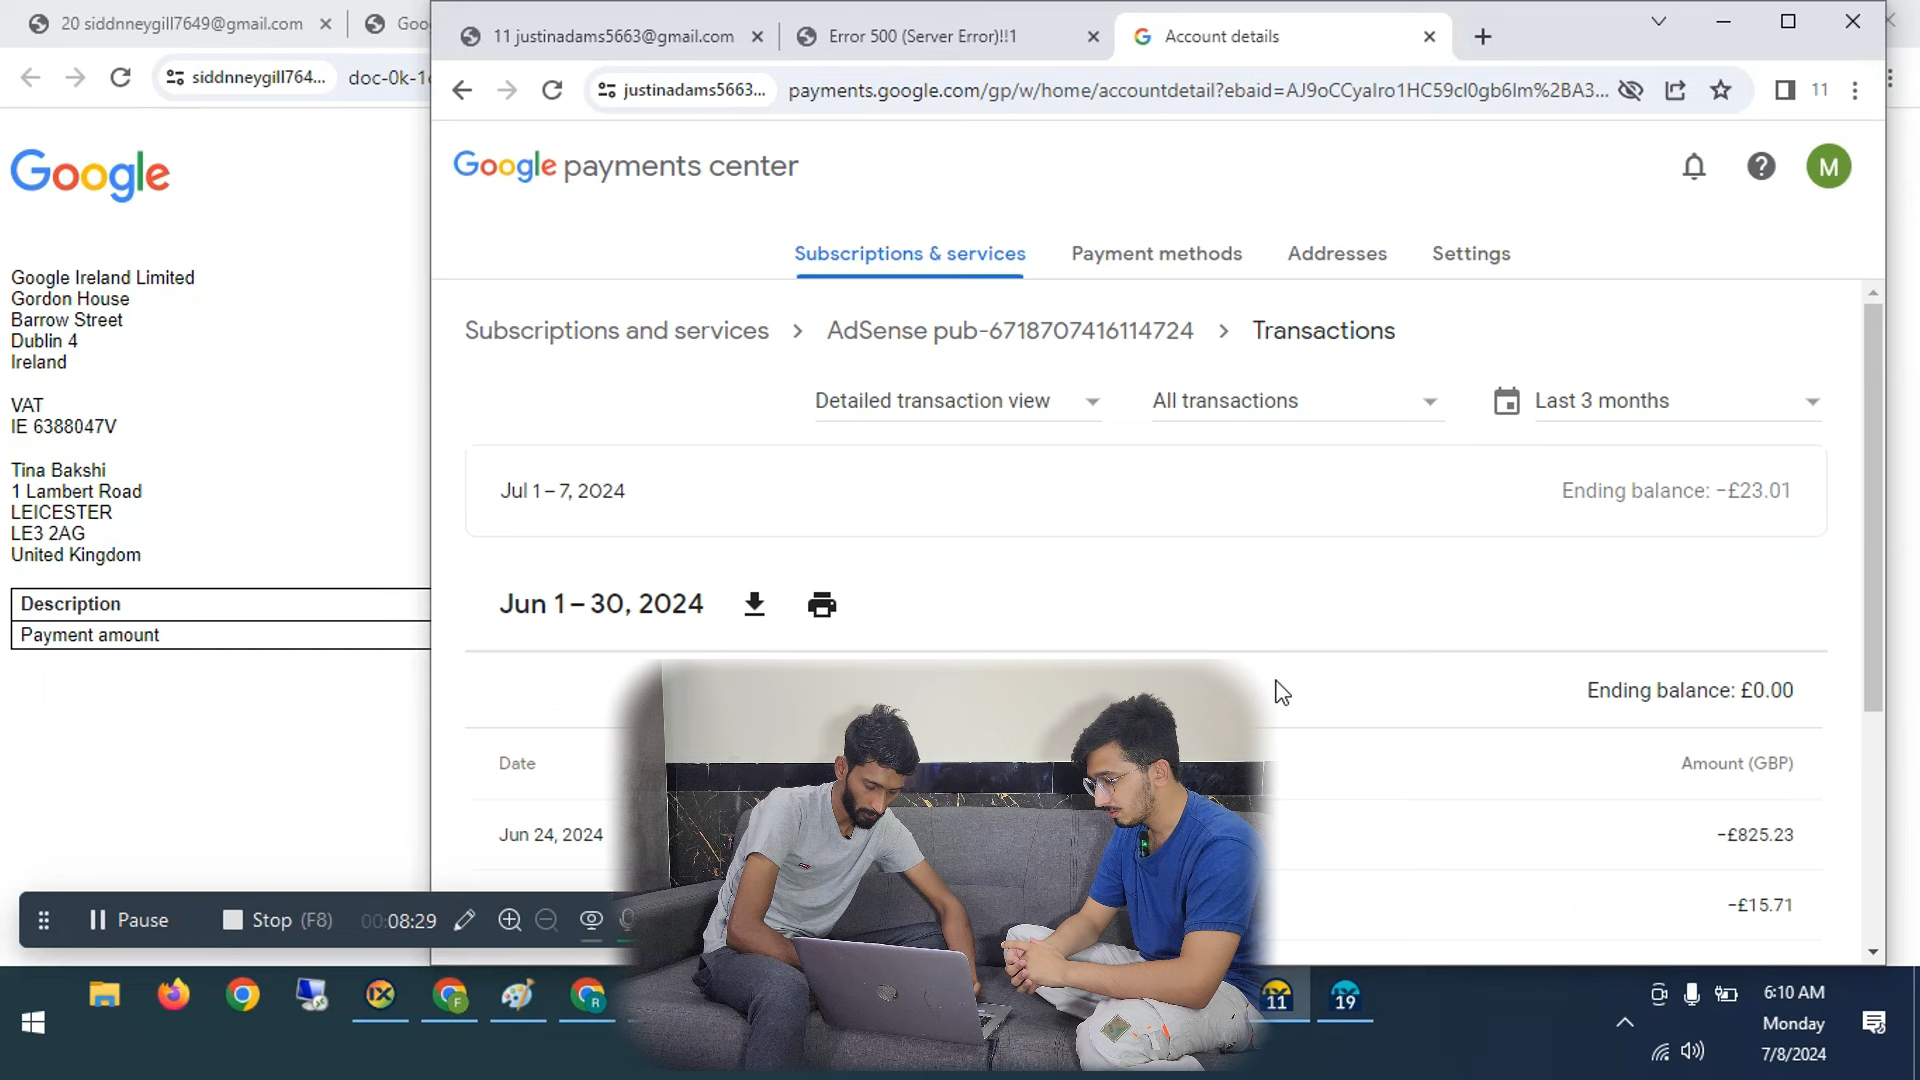 20 siddnneygill7649@gmail.com
Goo
11 justinadams5663@gmail.com
Error 500 (Server Error)!!1
Account details
siddnneygill764...
doc-0k-1
justinadams5663...
payments.google.com/gp/w/home/accountdetail?ebaid=AJ9oCCyaIro1HC59cl0gb6Im%2BA3...
11
Google
Google Ireland Limited
Gordon House
Barrow Street
Dublin 4
Ireland
VAT
IE 6388047V
Tina Bakshi
1 Lambert Road
LEICESTER
LE3 2AG
United Kingdom
Description
Payment amount
Google payments center
M
Subscriptions & services
Payment methods
Addresses
Settings
Subscriptions and services > AdSense pub-6718707416114724 > Transactions
Detailed transaction view
All transactions
Last 3 months
Jul 1 – 7, 2024
Ending balance: −£23.01
Jun 1 – 30, 2024
Ending balance: £0.00
Date
Amount (GBP)
Jun 24, 2024
−£825.23
−£15.71
Pause
Stop (F8)
00:08:29
F
R
11
19
6:10 AM
Monday
7/8/2024